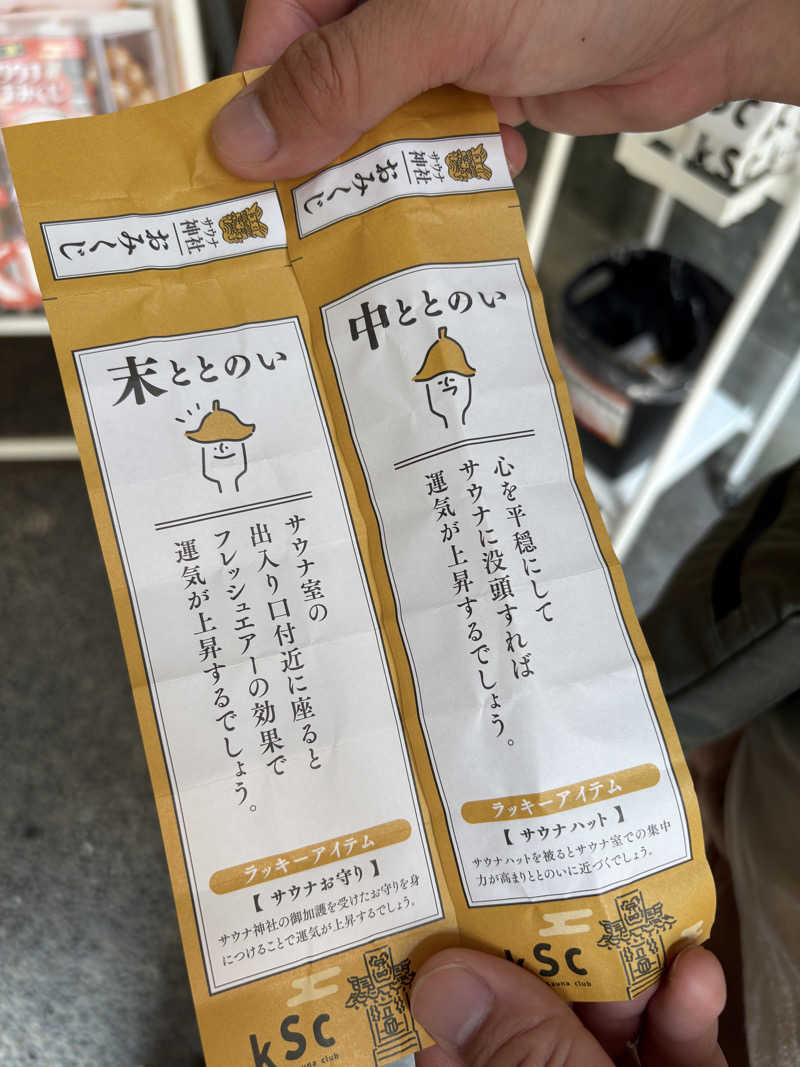 サウナ
神社
おみくじ
末ととのい
サウナ室の
出入り口付近に座ると
フレッシュエアーの効果で
運気が上昇するでしょう。
ラッキーアイテム
【 サウナお守り 】
サウナ神社の御加護を受けたお守りを身
につけることで運気が上昇するでしょう。
kSc
una club
サウナ
神社
おみくじ
中ととのい
心を平穏にして
サウナに没頭すれば
運気が上昇するでしょう。
ラッキーアイテム
【 サウナハット 】
サウナハットを被るとサウナ室での集中
力が高まりととのいに近づくでしょう。
kSc
auna club
kSc